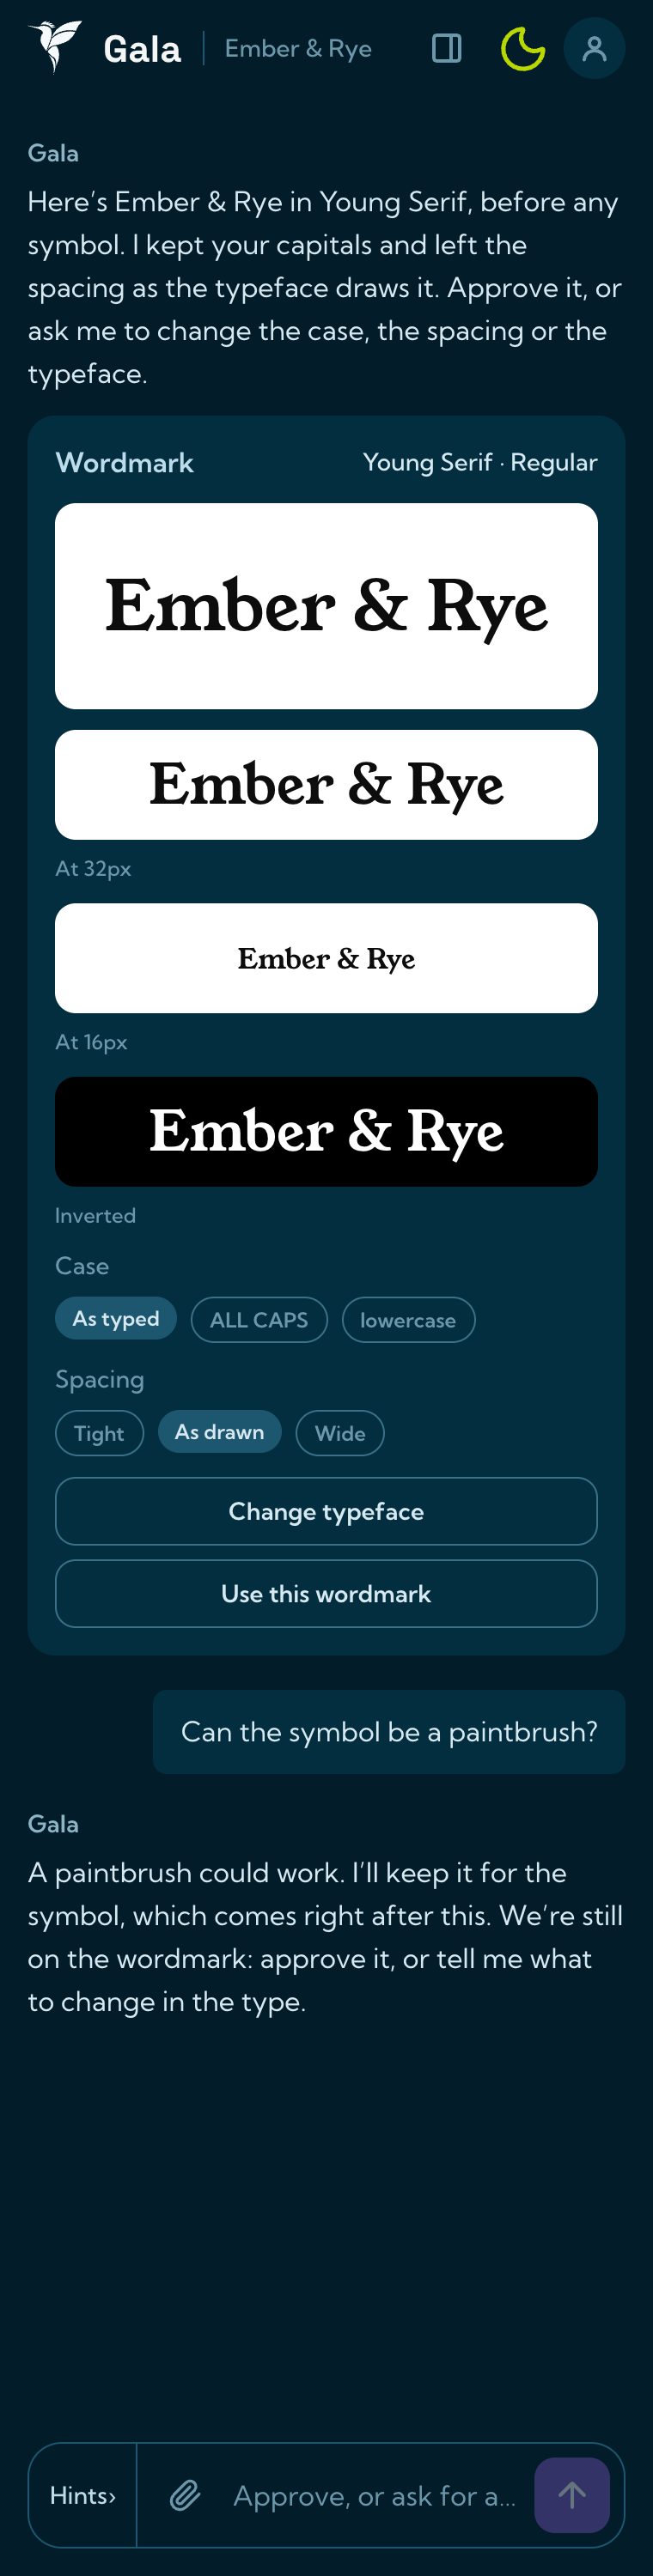 Gala
Ember & Rye
Gala
Here’s Ember & Rye in Young Serif, before any
symbol. I kept your capitals and left the
spacing as the typeface draws it. Approve it, or
ask me to change the case, the spacing or the
typeface.
Wordmark
Young Serif · Regular
Ember & Rye
Ember & Rye
At 32px
Ember & Rye
At 16px
Ember & Rye
Inverted
Case
As typed
ALL CAPS
lowercase
Spacing
Tight
As drawn
Wide
Change typeface
Use this wordmark
Can the symbol be a paintbrush?
Gala
A paintbrush could work. I’ll keep it for the
symbol, which comes right after this. We’re still
on the wordmark: approve it, or tell me what
to change in the type.
Hints›
Approve, or ask for a...